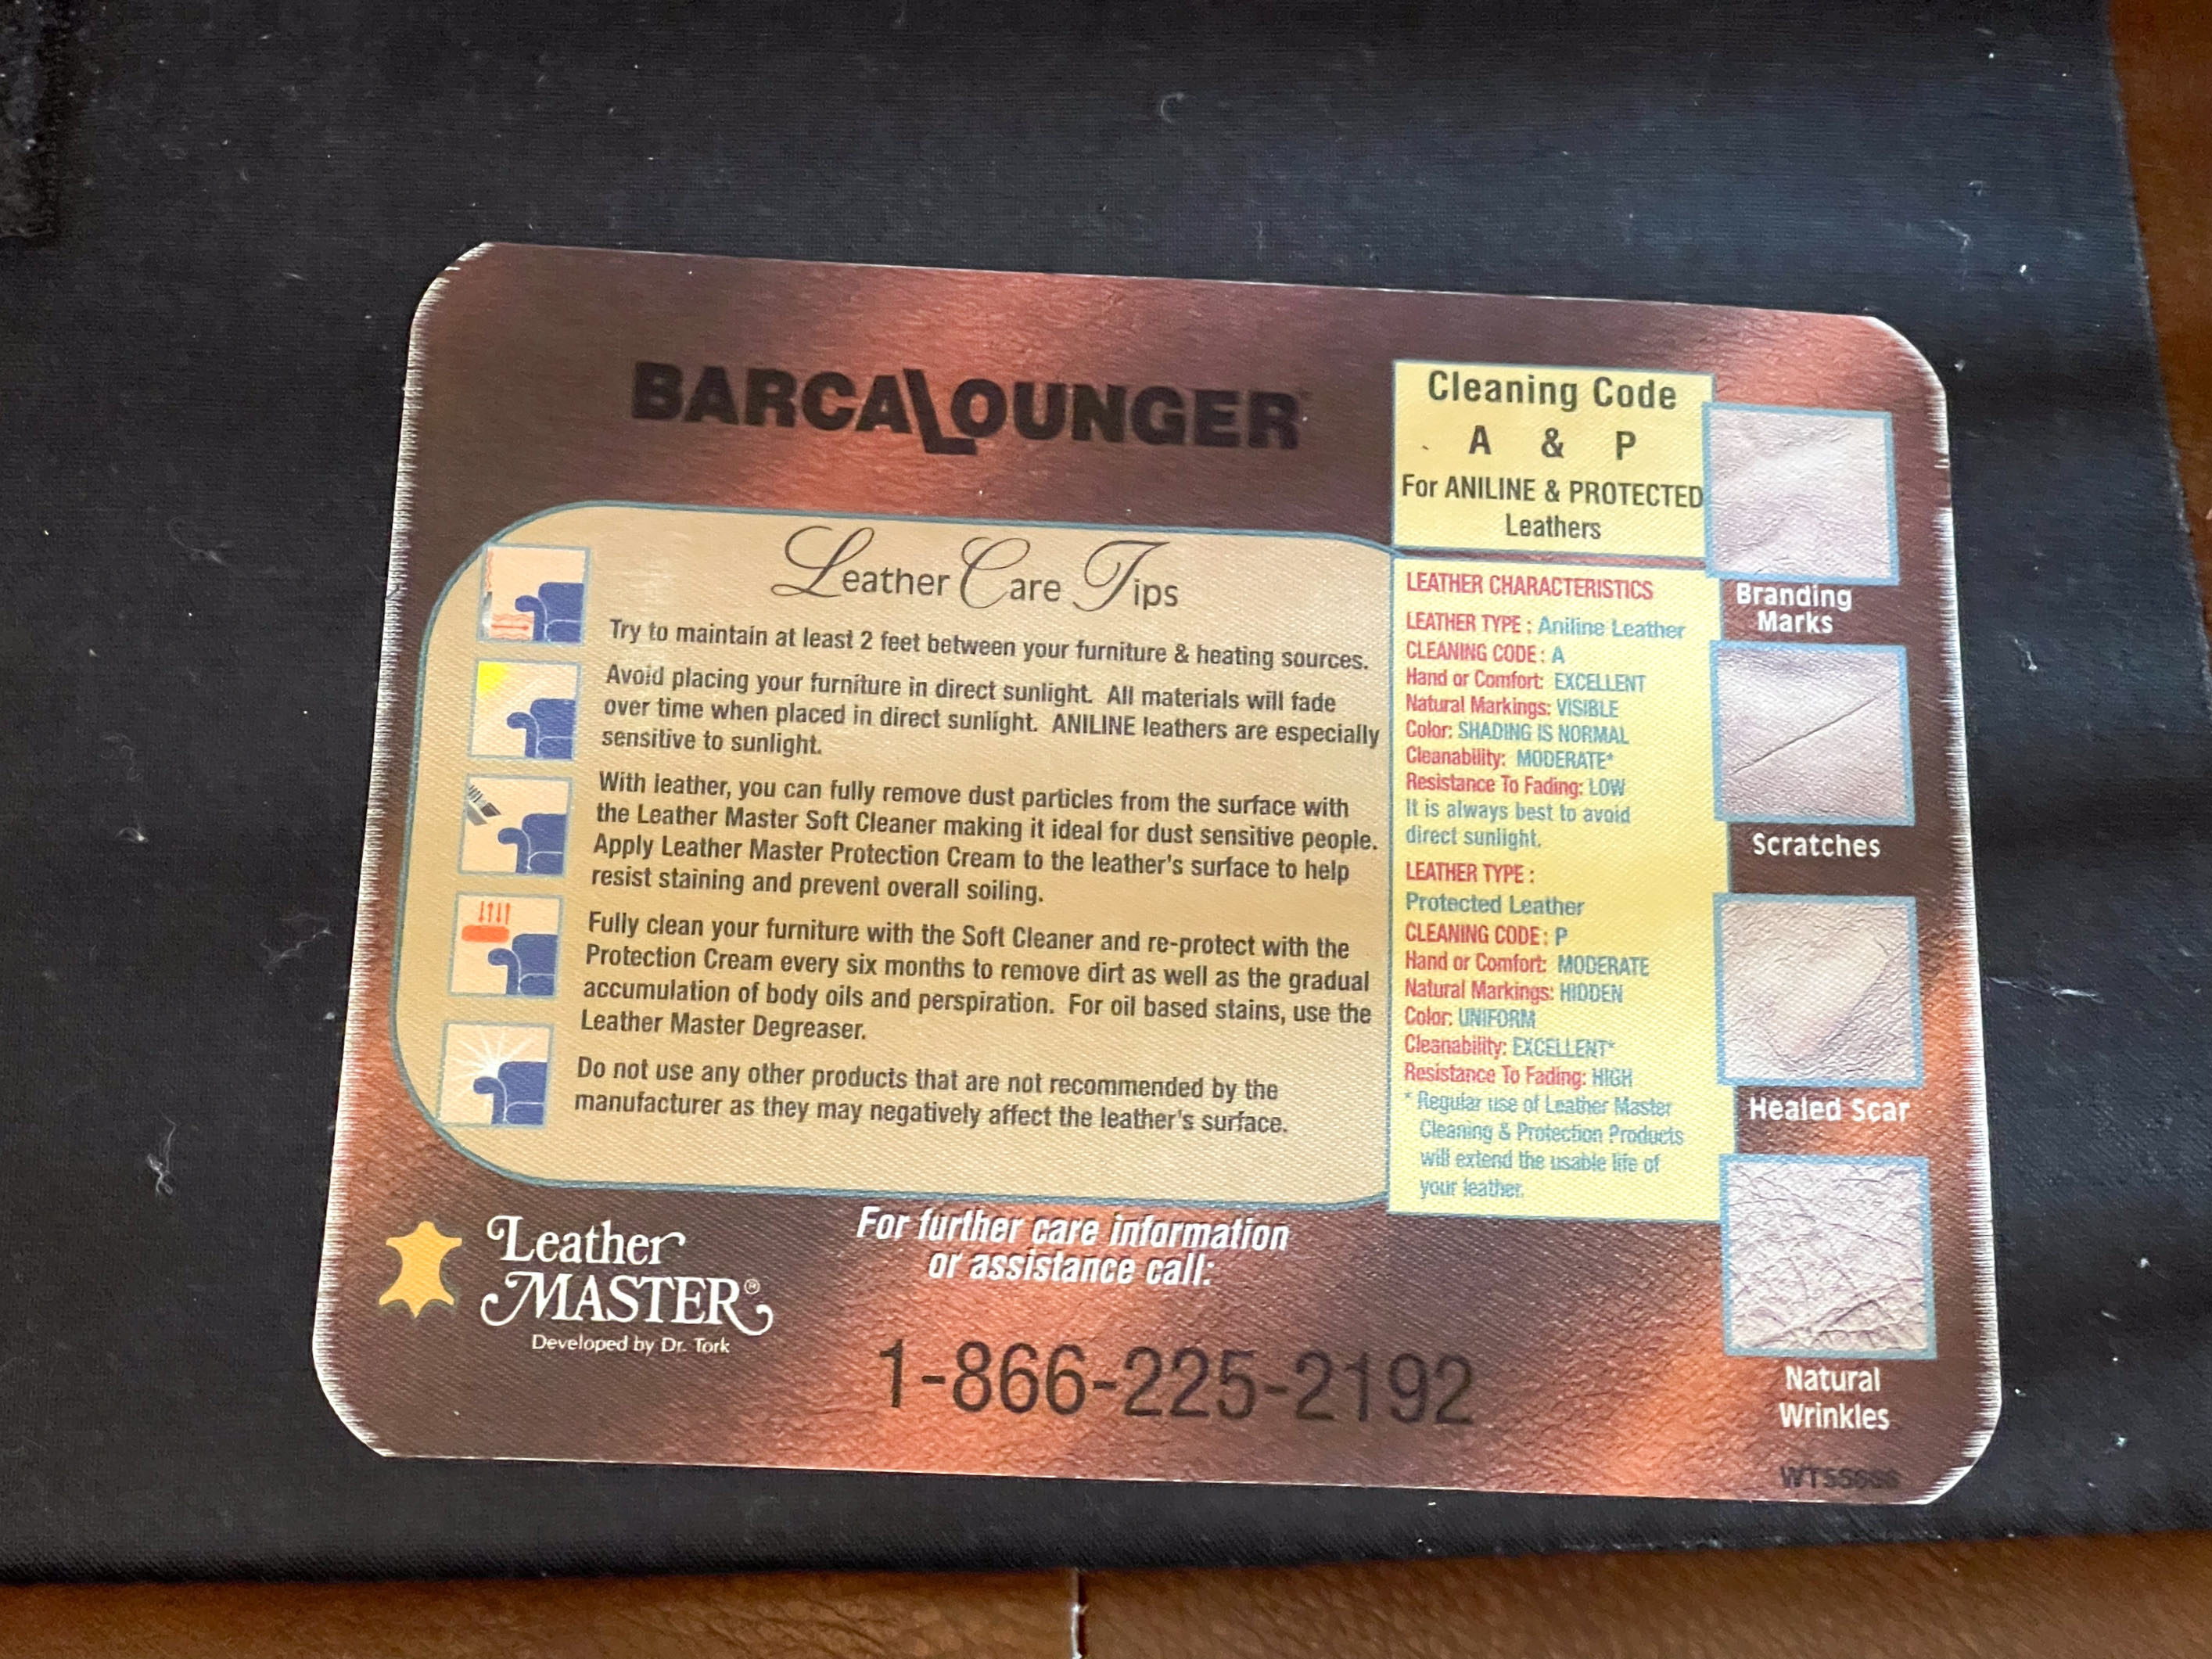 BARCALOUNGER
Leather Care Tips
Try to maintain at least 2 feet between your furniture & heating sources.
Avoid placing your furniture in direct sunlight. All materials will fade
over time when placed in direct sunlight. ANILINE leathers are especially
sensitive to sunlight.
With leather, you can fully remove dust particles from the surface with
the Leather Master Soft Cleaner making it ideal for dust sensitive people.
Apply Leather Master Protection Cream to the leather's surface to help
resist staining and prevent overall soiling.
Fully clean your furniture with the Soft Cleaner and re-protect with the
Protection Cream every six months to remove dirt as well as the gradual
accumulation of body oils and perspiration. For oil based stains, use the
Leather Master Degreaser.
Do not use any other products that are not recommended by the
manufacturer as they may negatively affect the leather's surface.
Cleaning Code
A & P
For ANILINE & PROTECTED
Leathers
LEATHER CHARACTERISTICS
LEATHER TYPE : Aniline Leather
CLEANING CODE: A
Hand or Comfort: EXCELLENT
Natural Markings: VISIBLE
Color: SHADING IS NORMAL
Cleanability: MODERATE*
Resistance To Fading: LOW
It is always best to avoid
direct sunlight.
LEATHER TYPE :
Protected Leather
CLEANING CODE: P
Hand or Comfort: MODERATE
Natural Markings: HIDDEN
Color: UNIFORM
Cleanability: EXCELLENT*
Resistance To Fading: HIGH
* Regular use of Leather Master
Cleaning & Protection Products
will extend the usable life of
your leather.
Branding
Marks
Scratches
Healed Scar
Natural
Wrinkles
Leather
MASTER®
Developed by Dr. Tork
For further care information
or assistance call:
1-866-225-2192